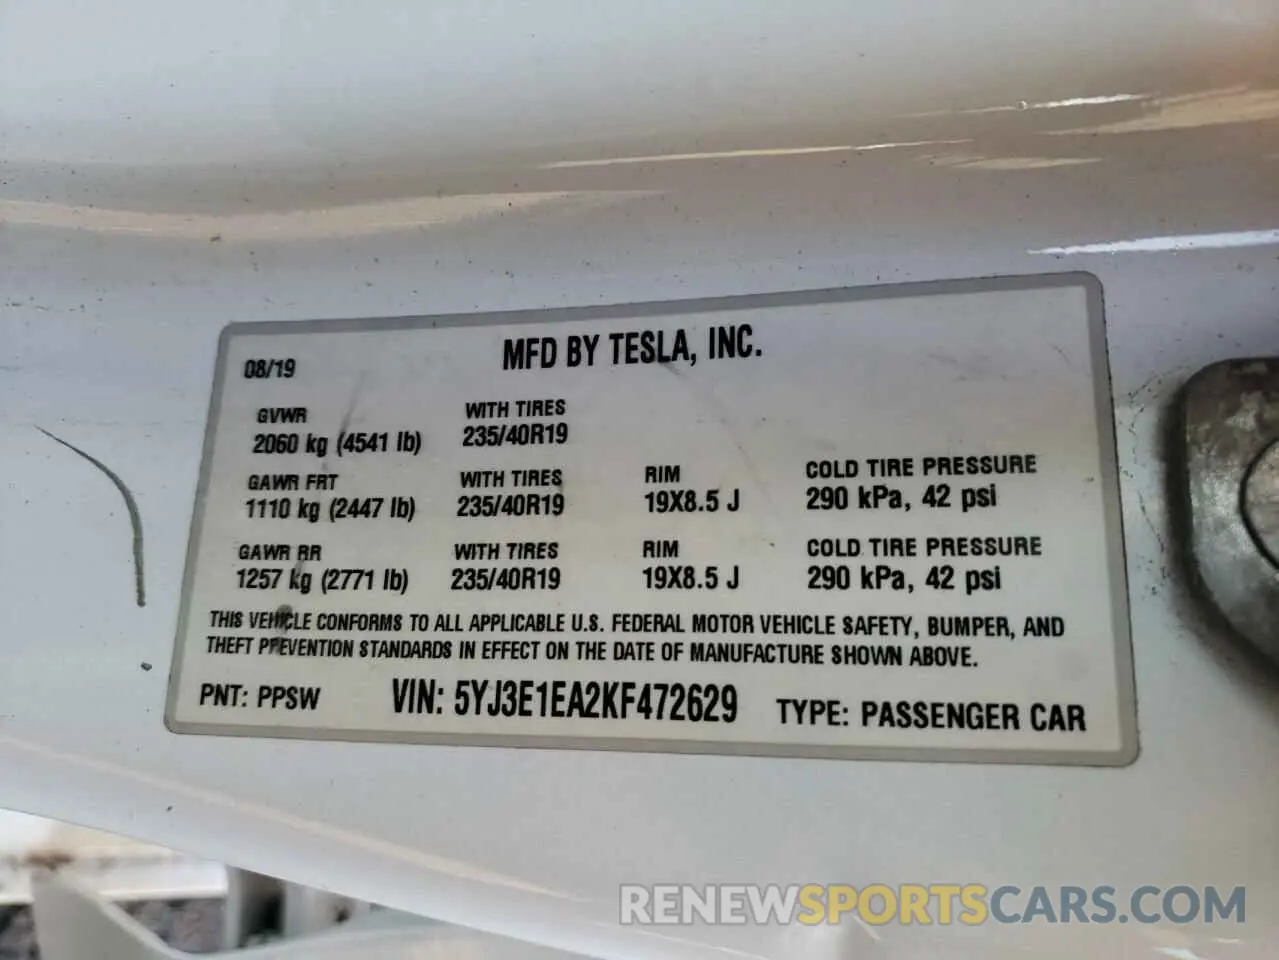 08/19 MFD BY TESLA, INC.
GVWR WITH TIRES
2060 kg (4541 lb) 235/40R19
GAWR FRT WITH TIRES RIM COLD TIRE PRESSURE
1110 kg (2447 lb) 235/40R19 19X8.5 J 290 kPa, 42 psi
GAWR RR WITH TIRES RIM COLD TIRE PRESSURE
1257 kg (2771 lb) 235/40R19 19X8.5 J 290 kPa, 42 psi
THIS VEHICLE CONFORMS TO ALL APPLICABLE U.S. FEDERAL MOTOR VEHICLE SAFETY, BUMPER, AND
THEFT PREVENTION STANDARDS IN EFFECT ON THE DATE OF MANUFACTURE SHOWN ABOVE.
PNT: PPSW VIN: 5YJ3E1EA2KF472629 TYPE: PASSENGER CAR
RENEWSPORTSCARS.COM